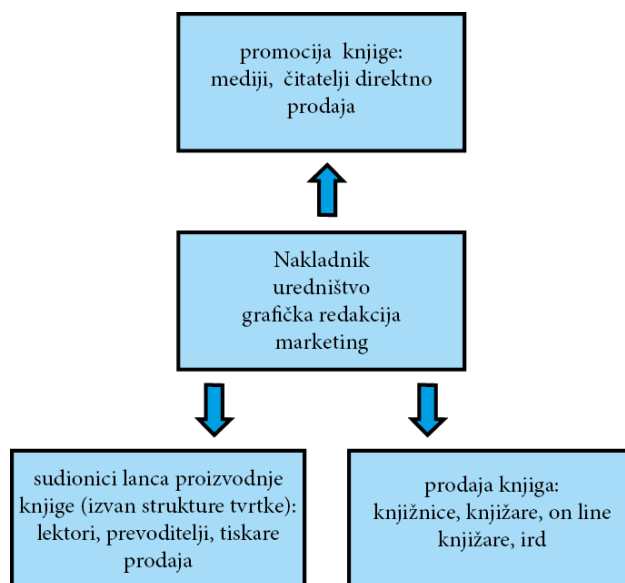 promocija knjige:
mediji, čitatelji direktno
prodaja
Nakladnik
uredništvo
grafička redakcija
marketing
sudionici lanca proizvodnje
knjige (izvan strukture tvrtke):
lektori, prevoditelji, tiskare
prodaja
prodaja knjiga:
knjižnice, knjižare, on line
knjižare, ird